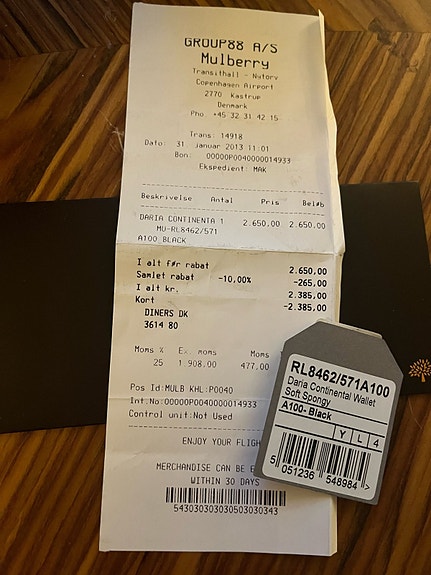 GROUP88 A/S
Mulberry
Transithall - Nytorv
Copenhagen Airport
2770 Kastrup
Denmark
Pho. +45 32 31 42 15
Trans: 14918
Dato: 31 januar 2013 11:01
Bon: 00000P0040000014933
Ekspedient: MAK
Beskrivelse Antal Pris Beløb
DARIA CONTINENTA 1 2.650,00 2.650,00
MU-RL8462/571
A100 BLACK
I alt før rabat 2.650,00
Samlet rabat -10,00% -265,00
I alt kr. 2.385,00
Kort -2.385,00
DINERS DK
3614 80
Moms % Ex. moms Moms
25 1.908,00 477,00
Pos Id:MULB KHL:P0040
Int.No:00000P0040000014933
Control unit:Not Used
ENJOY YOUR FLIGH
MERCHANDISE CAN BE E
WITHIN 30 DAYS
543030303030503030343
RL8462/571A100
Daria Continental Wallet
Soft Spongy
A100- Black
Y L 4
5 051236 548984 >